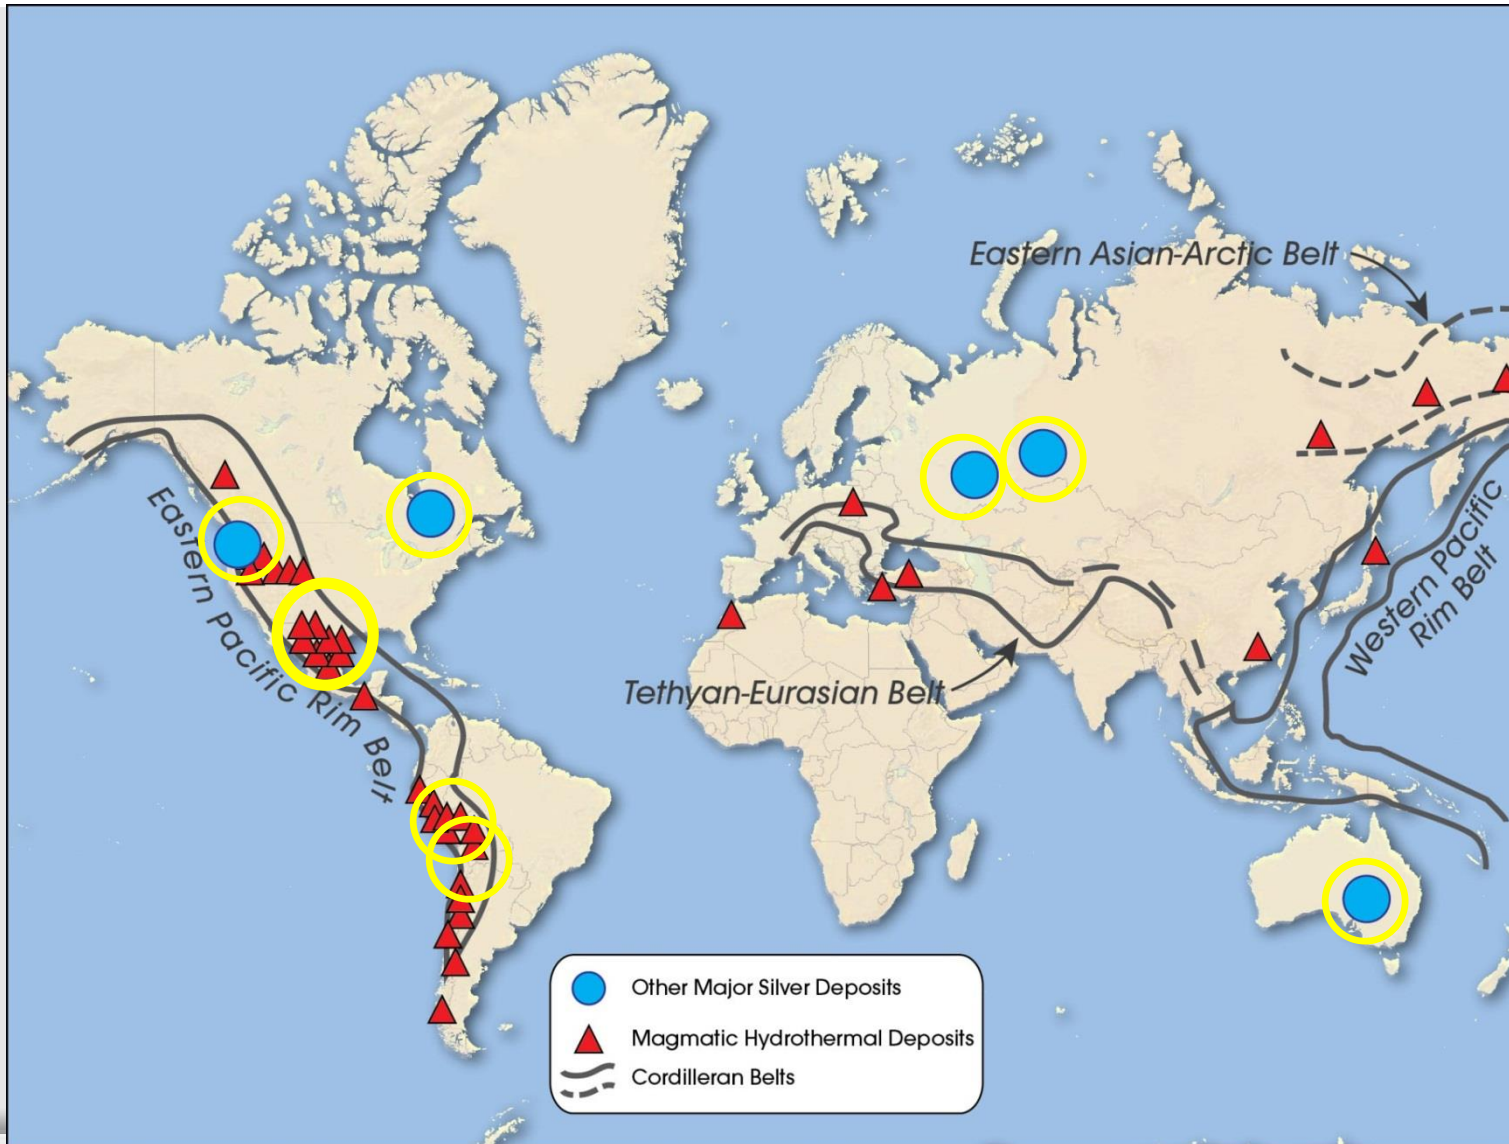 Eastern Asian-Arctic Belt
Eastern Pacific Rim Belt
Western Pacific
Rim Belt
Tethyan-Eurasian Belt
Other Major Silver Deposits
Magmatic Hydrothermal Deposits
Cordilleran Belts